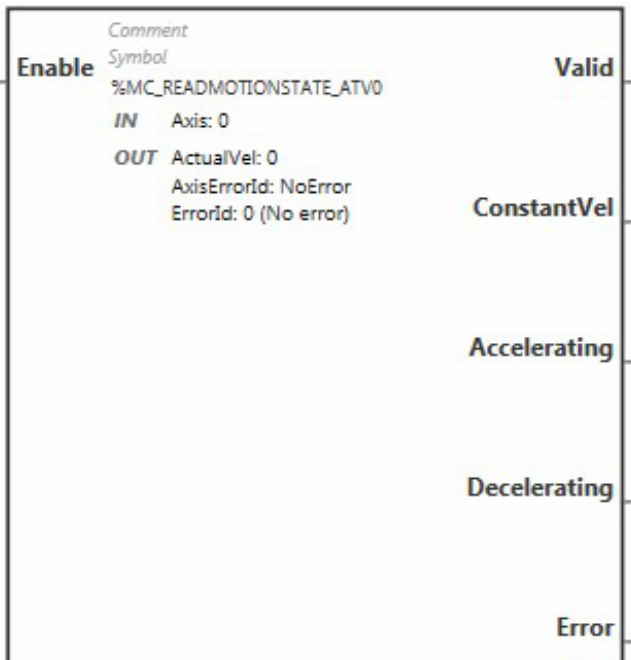 Comment
Enable Symbol Valid
%MC_READMOTIONSTATE_ATV0
IN Axis: 0
OUT ActualVel: 0
AxisErrorId: NoError
ErrorId: 0 (No error)
ConstantVel
Accelerating
Decelerating
Error